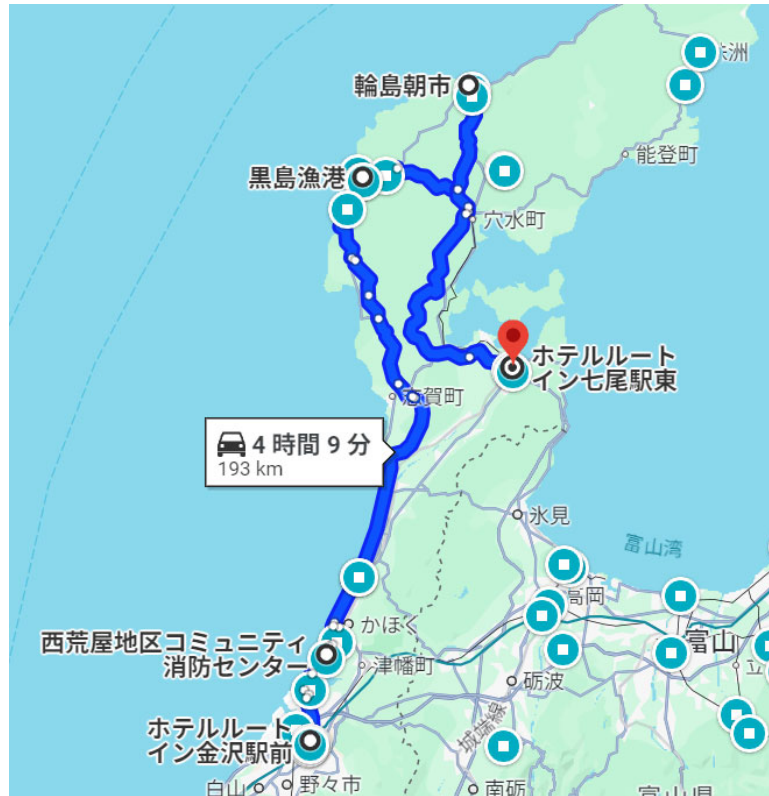 輪島朝市
珠洲
能登町
黒島漁港
穴水町
ホテルルート
イン七尾駅東
志賀町
4 時間 9 分
193 km
氷見
富山湾
高岡
かほく
西荒屋地区コミュニティ
消防センター
津幡町
富山
立
砺波
城端線
ホテルルート
イン金沢駅前
白山
野々市
南砺
富山県